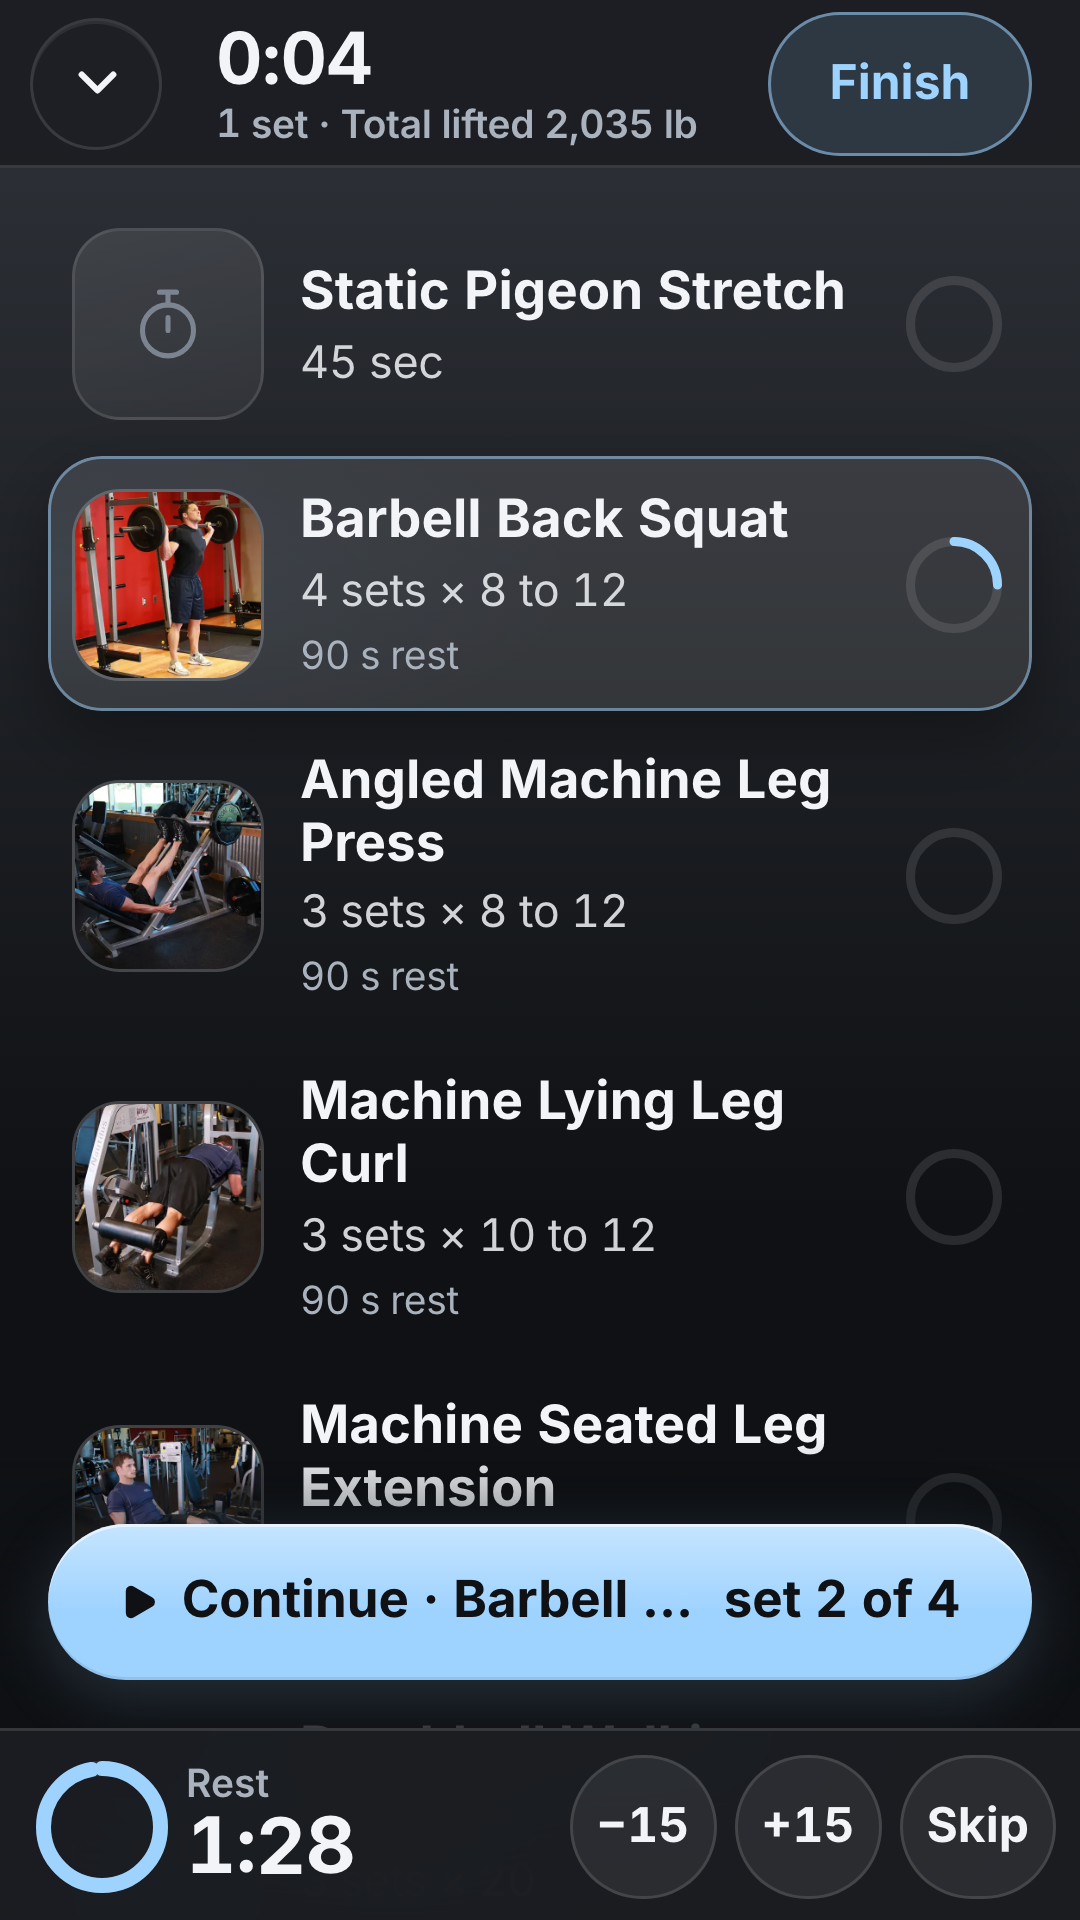 0:04
1 set · Total lifted 2,035 lb
Finish
Static Pigeon Stretch
45 sec
Barbell Back Squat
4 sets × 8 to 12
90 s rest
Angled Machine Leg
Press
3 sets × 8 to 12
90 s rest
Machine Lying Leg
Curl
3 sets × 10 to 12
90 s rest
Machine Seated Leg
Extension
Continue · Barbell ... set 2 of 4
Rest
1:28
−15
+15
Skip